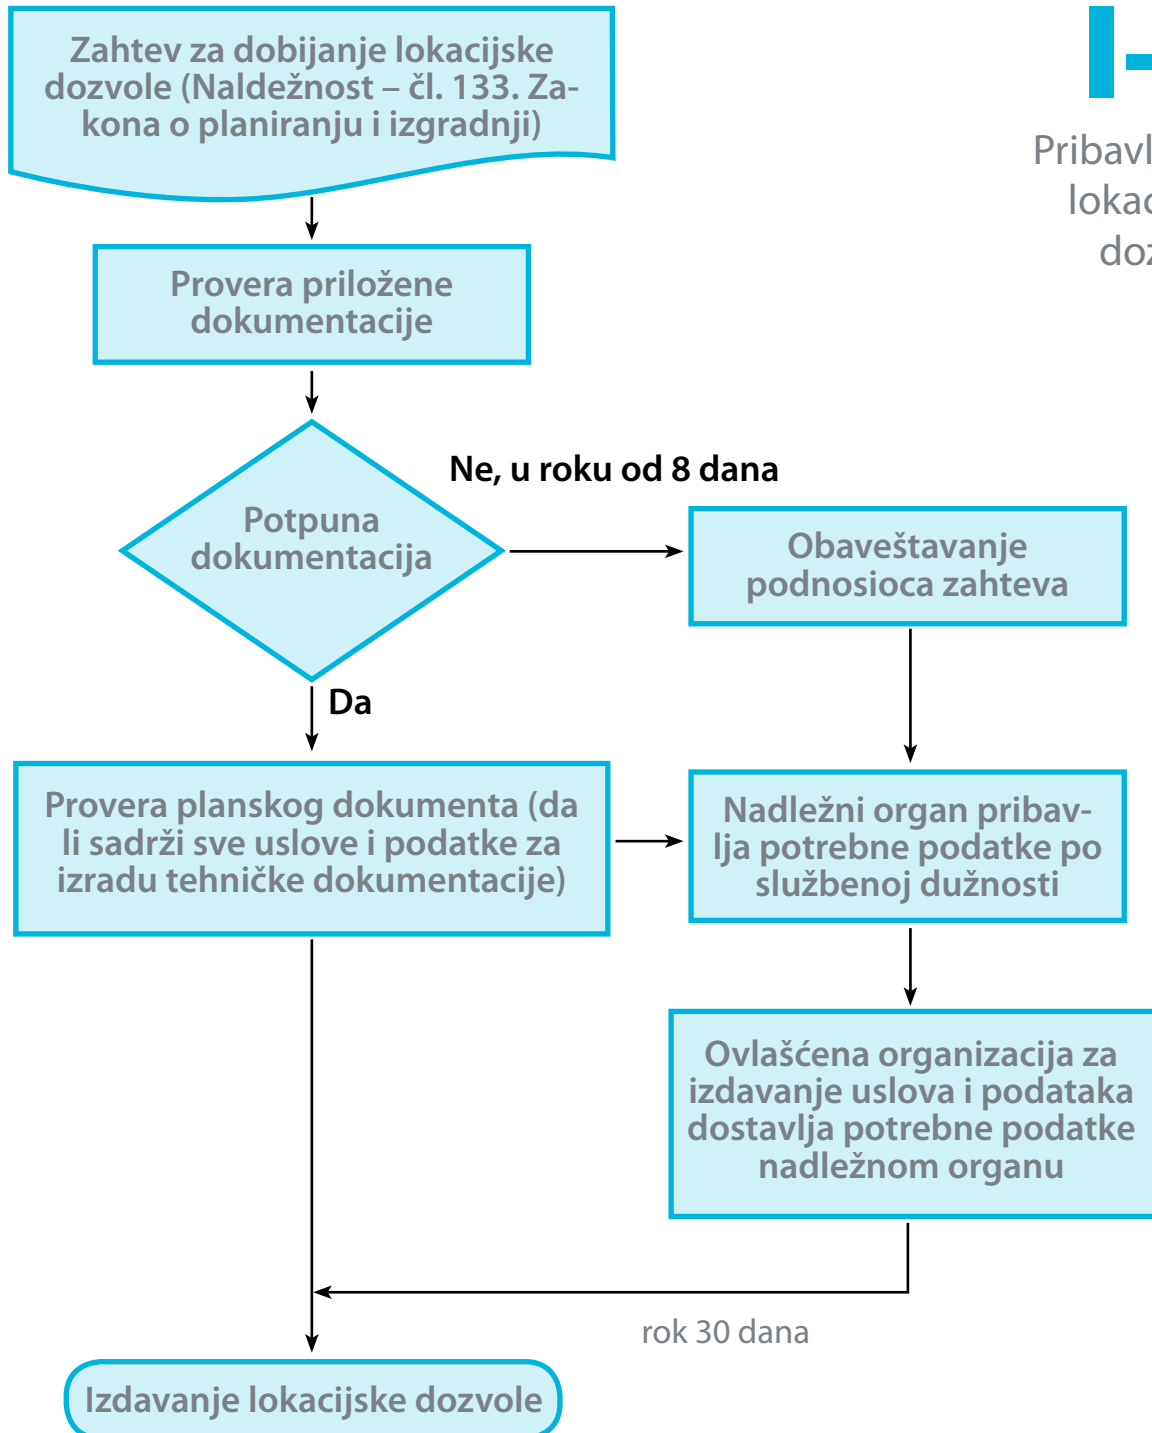 Zahtev za dobijanje lokacijske
dozvole (Naldežnost – čl. 133. Za-
kona o planiranju i izgradnji)
Provera priložene
dokumentacije
Potpuna
dokumentacija
Ne, u roku od 8 dana
Obaveštavanje
podnosioca zahteva
Da
Provera planskog dokumenta (da
li sadrži sve uslove i podatke za
izradu tehničke dokumentacije)
Nadležni organ pribav-
lja potrebne podatke po
službenoj dužnosti
Ovlašćena organizacija za
izdavanje uslova i podataka
dostavlja potrebne podatke
nadležnom organu
rok 30 dana
Izdavanje lokacijske dozvole